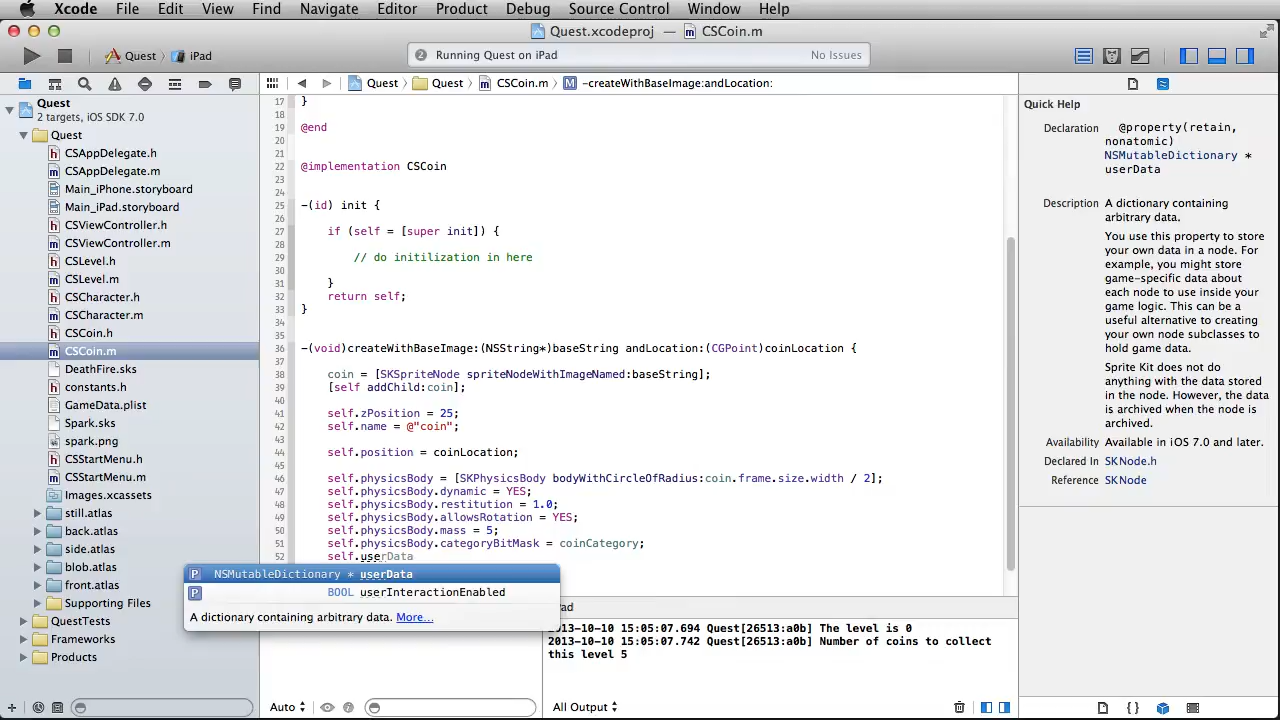 Xcode File Edit View Find Navigate Editor Product Debug Source Control Window Help
Quest.xcodeproj — CSCoin.m
Quest iPad
2 Running Quest on iPad No Issues
Quest Quest CSCoin.m M -createWithBaseImage:andLocation:
Quest
2 targets, iOS SDK 7.0
Quest
h CSAppDelegate.h
m CSAppDelegate.m
Main_iPhone.storyboard
Main_iPad.storyboard
h CSViewController.h
m CSViewController.m
h CSLevel.h
m CSLevel.m
h CSCharacter.h
m CSCharacter.m
h CSCoin.h
m CSCoin.m
DeathFire.sks
h constants.h
GameData.plist
Spark.sks
spark.png
h CSStartMenu.h
m CSStartMenu.m
Images.xcassets
still.atlas
back.atlas
side.atlas
blob.atlas
front.atlas
Supporting Files
QuestTests
Frameworks
Products
17 }
18
19 @end
20
21
22 @implementation CSCoin
23
24
25 -(id) init {
26
27 if (self = [super init]) {
28
29 // do initilization in here
30
31 }
32 return self;
33 }
34
35
36 -(void)createWithBaseImage:(NSString*)baseString andLocation:(CGPoint)coinLocation {
37
38 coin = [SKSpriteNode spriteNodeWithImageNamed:baseString];
39 [self addChild:coin];
40
41 self.zPosition = 25;
42 self.name = @"coin";
43
44 self.position = coinLocation;
45
46 self.physicsBody = [SKPhysicsBody bodyWithCircleOfRadius:coin.frame.size.width / 2];
47 self.physicsBody.dynamic = YES;
48 self.physicsBody.restitution = 1.0;
49 self.physicsBody.allowsRotation = YES;
50 self.physicsBody.mass = 5;
51 self.physicsBody.categoryBitMask = coinCategory;
52 self.userData
P NSMutableDictionary * userData
P BOOL userInteractionEnabled
A dictionary containing arbitrary data. More...
2013-10-10 15:05:07.694 Quest[26513:a0b] The level is 0
2013-10-10 15:05:07.742 Quest[26513:a0b] Number of coins to collect
this level 5
Auto
All Output
Quick Help
Declaration @property(retain,
nonatomic)
NSMutableDictionary *
userData
Description A dictionary containing
arbitrary data.
You use this property to store
your own data in a node. For
example, you might store
game-specific data about
each node to use inside your
game logic. This can be a
useful alternative to creating
your own node subclasses to
hold game data.
Sprite Kit does not do
anything with the data stored
in the node. However, the data
is archived when the node is
archived.
Availability Available in iOS 7.0 and later.
Declared In SKNode.h
Reference SKNode